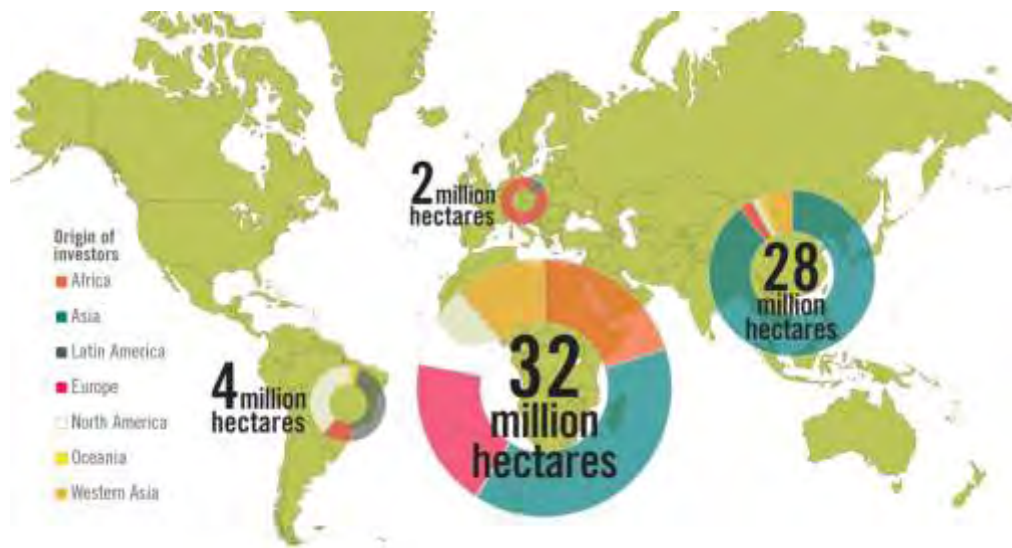 2 million
hectares
Origin of
investors
Africa
Asia
Latin America
Europe
North America
Oceania
Western Asia
4 million
hectares
32
million
hectares
28
million
hectares